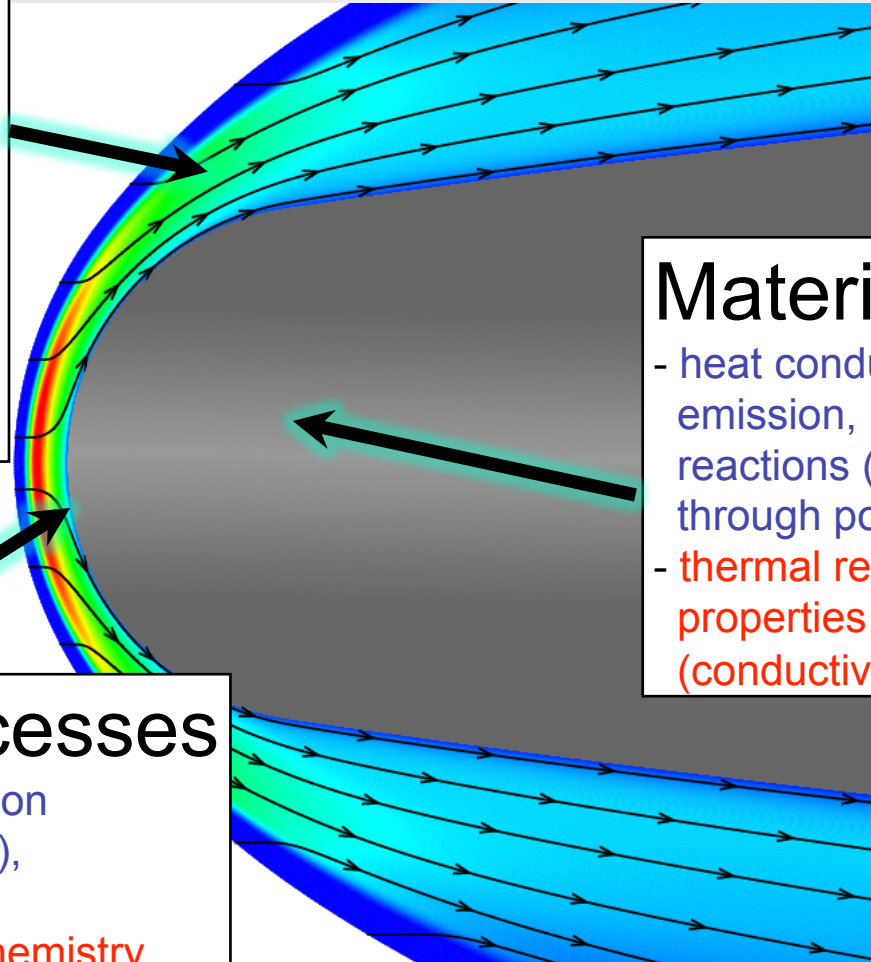 Materi
- heat condu
emission,
reactions (
through po
- thermal re
properties
(conductiv
cesses
on
),
hemistry